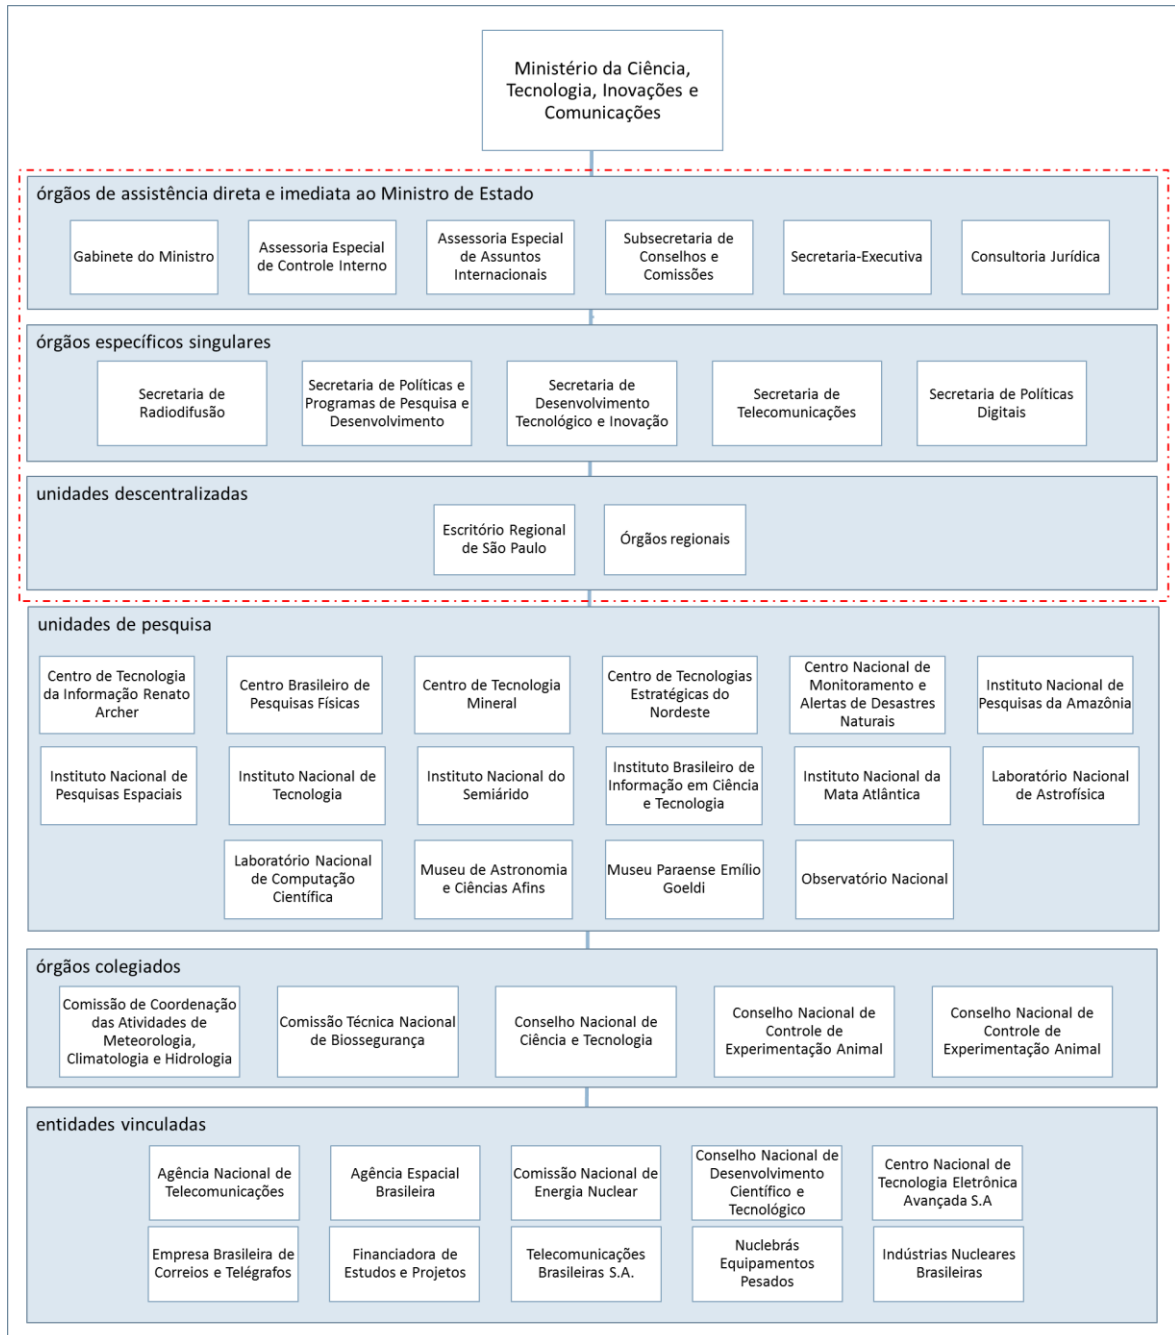 Ministério da Ciência,
Tecnologia, Inovações e
Comunicações
órgãos de assistência direta e imediata ao Ministro de Estado
Gabinete do Ministro
Assessoria Especial
de Controle Interno
Assessoria Especial
de Assuntos
Internacionais
Subsecretaria de
Conselhos e
Comissões
Secretaria-Executiva
Consultoria Jurídica
órgãos específicos singulares
Secretaria de
Radiodifusão
Secretaria de Políticas e
Programas de Pesquisa e
Desenvolvimento
Secretaria de
Desenvolvimento
Tecnológico e Inovação
Secretaria de
Telecomunicações
Secretaria de Políticas
Digitais
unidades descentralizadas
Escritório Regional
de São Paulo
Órgãos regionais
unidades de pesquisa
Centro de Tecnologia
da Informação Renato
Archer
Centro Brasileiro de
Pesquisas Físicas
Centro de Tecnologia
Mineral
Centro de Tecnologias
Estratégicas do
Nordeste
Centro Nacional de
Monitoramento e
Alertas de Desastres
Naturais
Instituto Nacional de
Pesquisas da Amazônia
Instituto Nacional de
Pesquisas Espaciais
Instituto Nacional de
Tecnologia
Instituto Nacional do
Semiárido
Instituto Brasileiro de
Informação em Ciência
e Tecnologia
Instituto Nacional da
Mata Atlântica
Laboratório Nacional
de Astrofísica
Laboratório Nacional
de Computação
Científica
Museu de Astronomia
e Ciências Afins
Museu Paraense Emílio
Goeldi
Observatório Nacional
órgãos colegiados
Comissão de Coordenação
das Atividades de
Meteorologia,
Climatologia e Hidrologia
Comissão Técnica Nacional
de Biossegurança
Conselho Nacional de
Ciência e Tecnologia
Conselho Nacional
de Controle de
Experimentação Animal
Conselho Nacional
de Controle de
Experimentação Animal
entidades vinculadas
Agência Nacional de
Telecomunicações
Agência Espacial
Brasileira
Comissão Nacional de
Energia Nuclear
Conselho Nacional de
Desenvolvimento
Científico e
Tecnológico
Centro Nacional de
Tecnologia Eletrônica
Avançada S.A
Empresa Brasileira de
Correios e Telégrafos
Financiadora de
Estudos e Projetos
Telecomunicações
Brasileiras S.A.
Nuclebrás
Equipamentos
Pesados
Indústrias Nucleares
Brasileiras